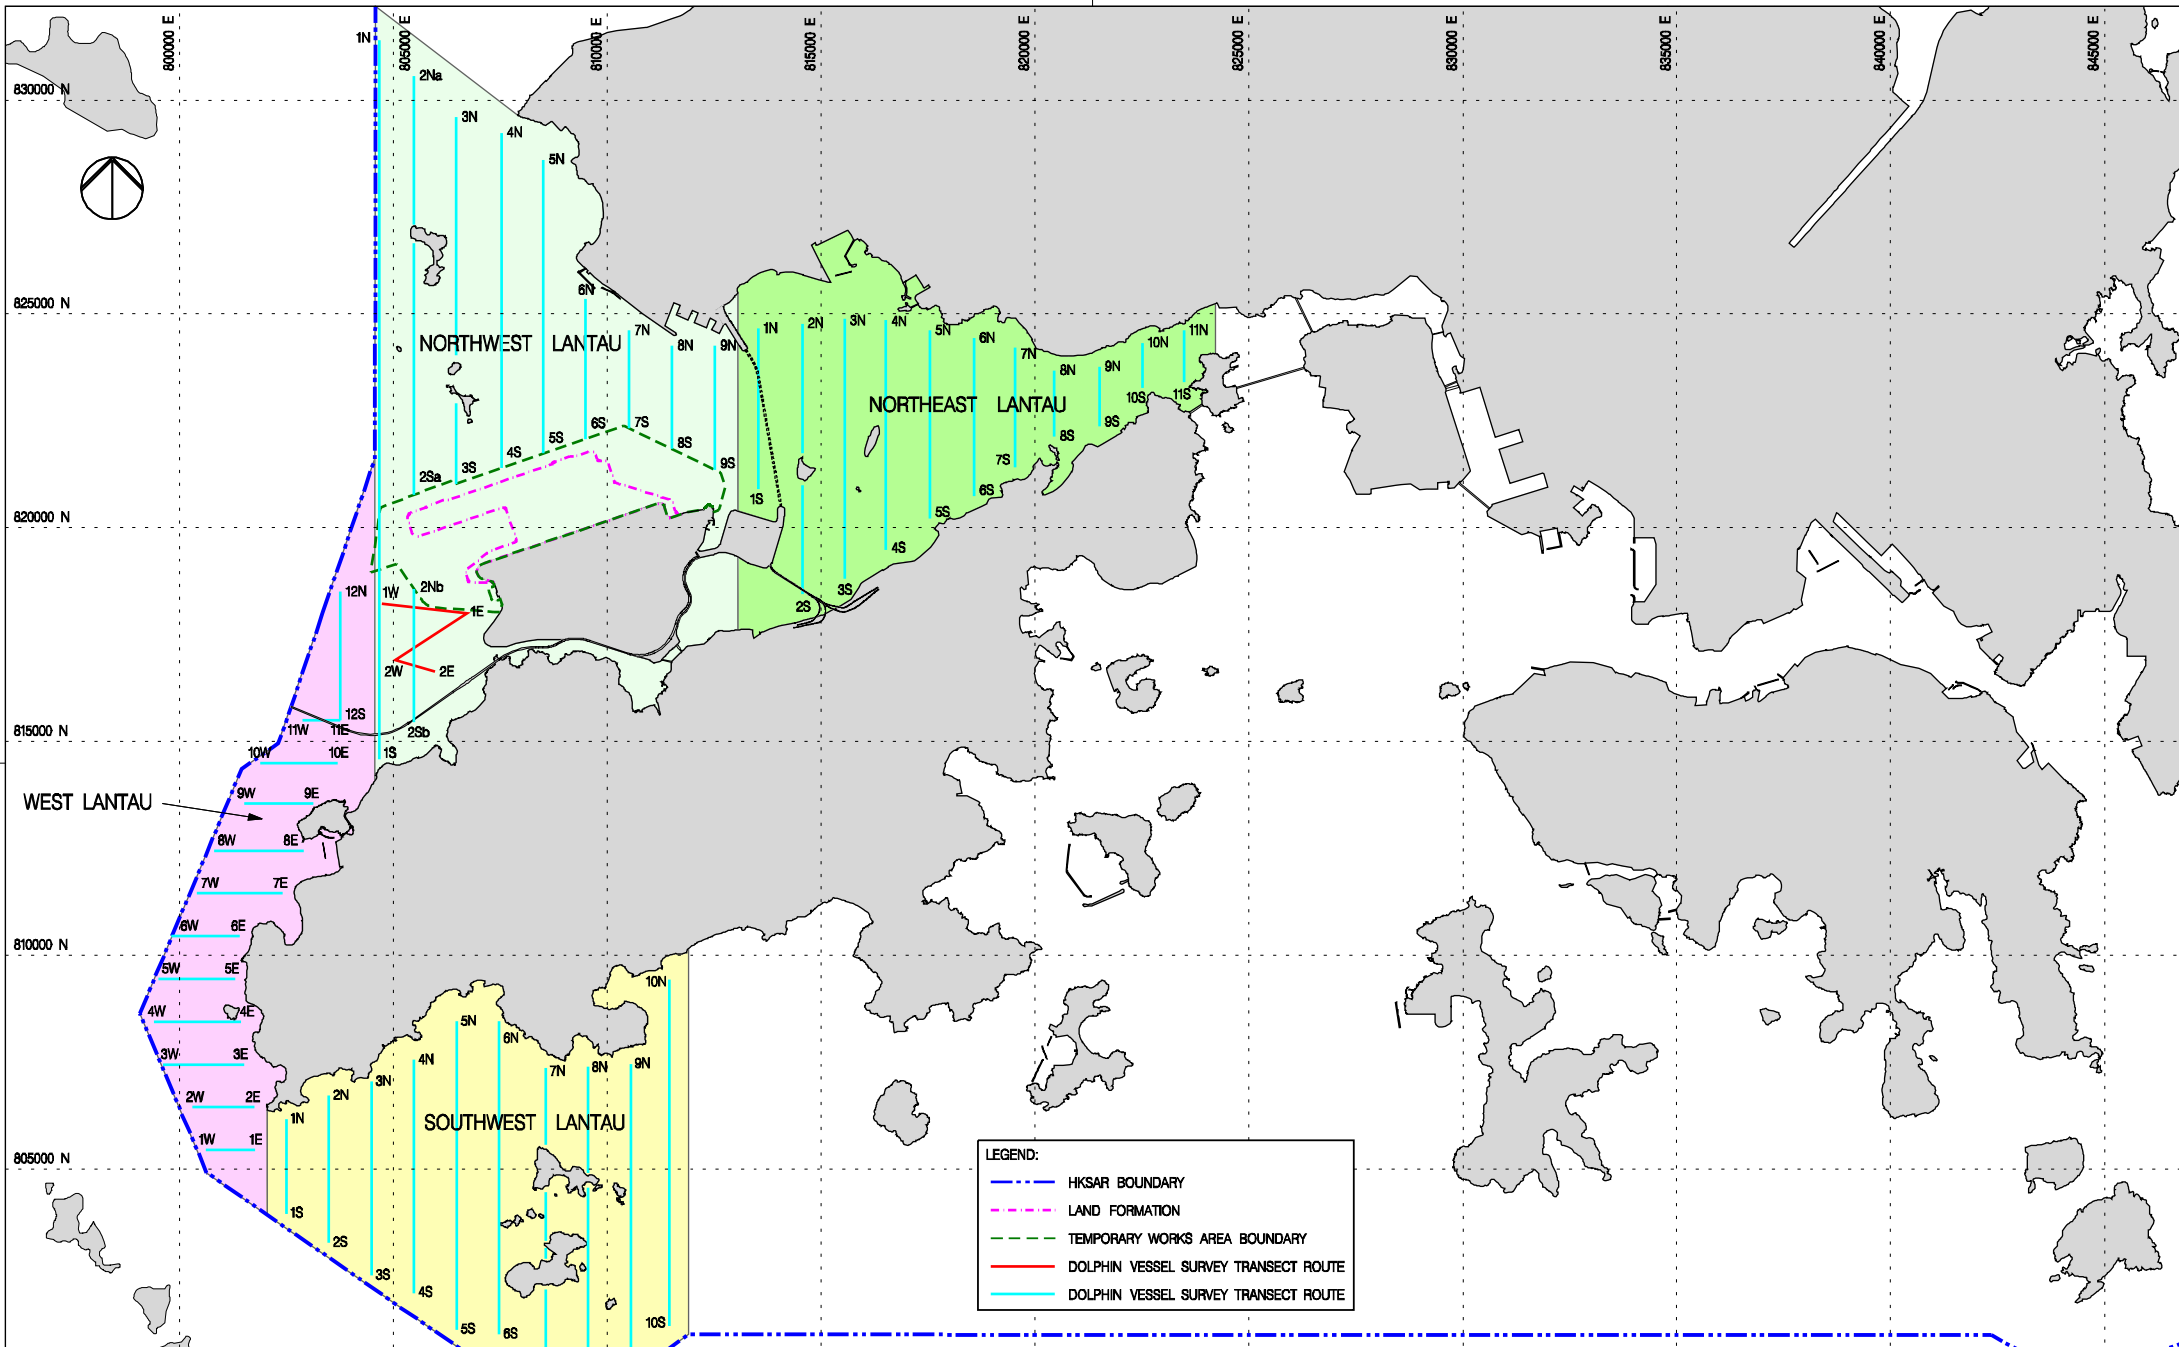 800000 E
805000 E
810000 E
815000 E
820000 E
825000 E
830000 E
835000 E
840000 E
845000 E
830000 N
825000 N
820000 N
815000 N
810000 N
805000 N
1N
2Na
3N
4N
5N
6N
7N
8N
9N
NORTHWEST LANTAU
2Sa
3S
4S
5S
6S
7S
8S
9S
1W
2Nb
1E
2W
2E
2Sb
1S
1N
2N
3N
4N
5N
6N
7N
8N
9N
10N
11N
NORTHEAST LANTAU
1S
2S
3S
4S
5S
6S
7S
8S
9S
10S
11S
12N
12S
11W
11E
10W
10E
WEST LANTAU
9W
9E
8W
8E
7W
7E
6W
6E
5W
5E
4W
4E
3W
3E
2W
2E
1W
1E
1N
2N
3N
4N
5N
6N
7N
8N
9N
10N
SOUTHWEST LANTAU
1S
2S
3S
4S
5S
6S
10S
LEGEND:
HKSAR BOUNDARY
LAND FORMATION
TEMPORARY WORKS AREA BOUNDARY
DOLPHIN VESSEL SURVEY TRANSECT ROUTE
DOLPHIN VESSEL SURVEY TRANSECT ROUTE